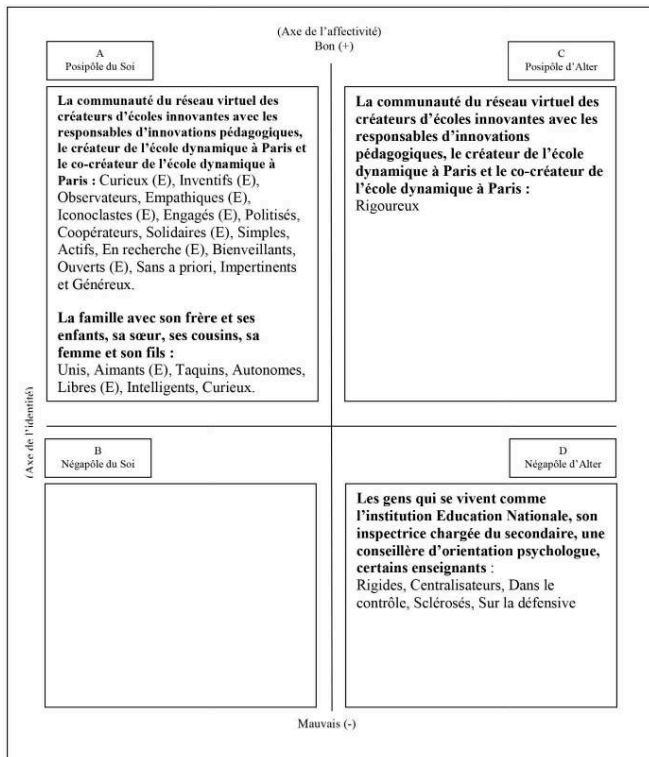 (Axe de l'affectivité)
Bon (+)
A
Posipôle du Soi
C
Posipôle d'Alter
La communauté du réseau virtuel des
créateurs d'écoles innovantes avec les
responsables d'innovations pédagogiques,
le créateur de l'école dynamique à Paris et
le co-créateur de l'école dynamique à
Paris : Curieux (E), Inventifs (E),
Observateurs, Empathiques (E),
Iconoclastes (E), Engagés (E), Politisés,
Coopérateurs, Solidaires (E), Simples,
Actifs, En recherche (E), Bienveillants,
Ouverts (E), Sans a priori, Impertinents
et Généreux.
La famille avec son frère et ses
enfants, sa sœur, ses cousins, sa
femme et son fils :
Unis, Aimants (E), Taquins, Autonomes,
Libres (E), Intelligents, Curieux.
La communauté du réseau virtuel des
créateurs d'écoles innovantes avec les
responsables d'innovations
pédagogiques, le créateur de l'école
dynamique à Paris et le co-créateur de
l'école dynamique à Paris :
Rigoureux
(Axe de l'identité)
B
Négapôle du Soi
D
Négapôle d'Alter
Les gens qui se vivent comme
l'institution Education Nationale, son
inspectrice chargée du secondaire, une
conseillère d'orientation psychologue,
certains enseignants :
Rigides, Centralisateurs, Dans le
contrôle, Sclérosés, Sur la défensive
Mauvais (-)